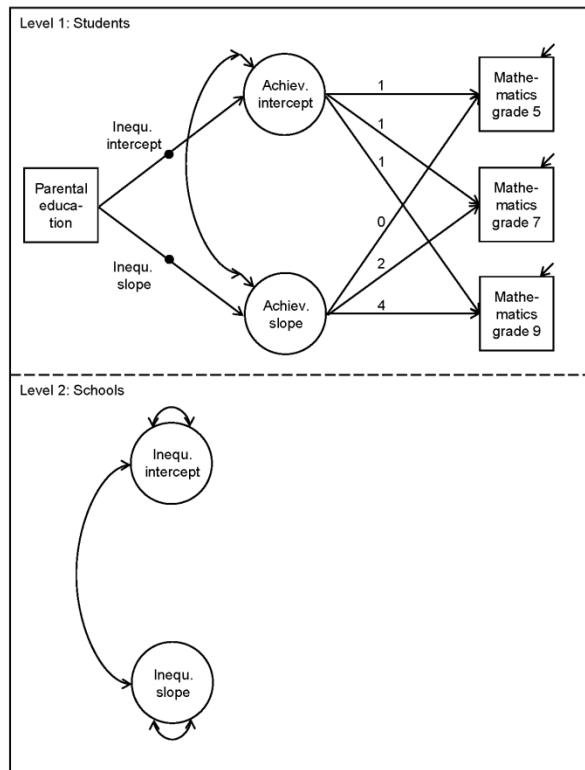 Level 1: Students
Achiev.
intercept
1
Mathe-
matics
grade 5
Inequ.
intercept
1
1
Parental
educa-
tion
Mathe-
matics
grade 7
0
Inequ.
slope
2
Achiev.
slope
4
Mathe-
matics
grade 9
Level 2: Schools
Inequ.
intercept
Inequ.
slope